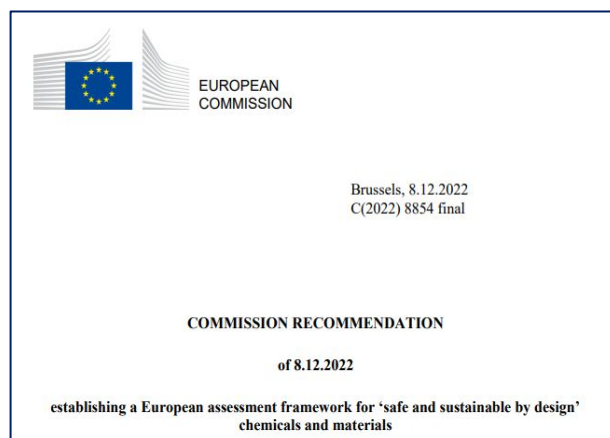 EUROPEAN
COMMISSION
Brussels, 8.12.2022
C(2022) 8854 final
COMMISSION RECOMMENDATION
of 8.12.2022
establishing a European assessment framework for ‘safe and sustainable by design’
chemicals and materials